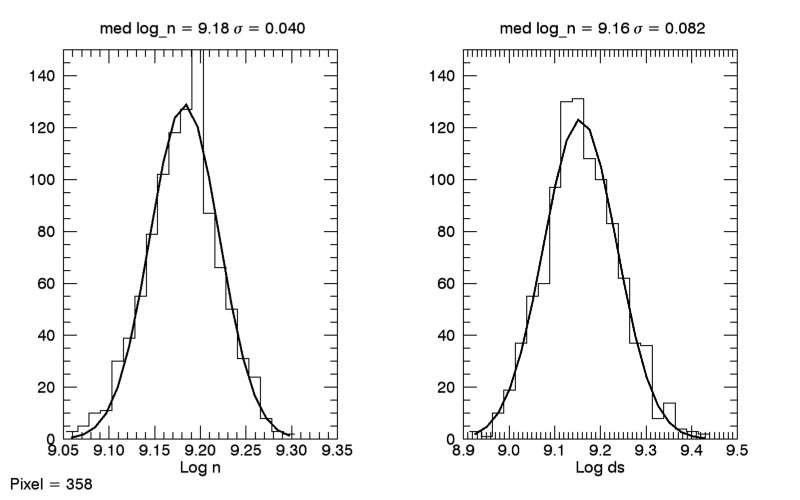 med log_n = 9.18 σ = 0.040
140
120
100
80
60
40
20
0
9.05 9.10 9.15 9.20 9.25 9.30 9.35
Log n
med log_n = 9.16 σ = 0.082
140
120
100
80
60
40
20
0
8.9 9.0 9.1 9.2 9.3 9.4 9.5
Log ds
Pixel = 358